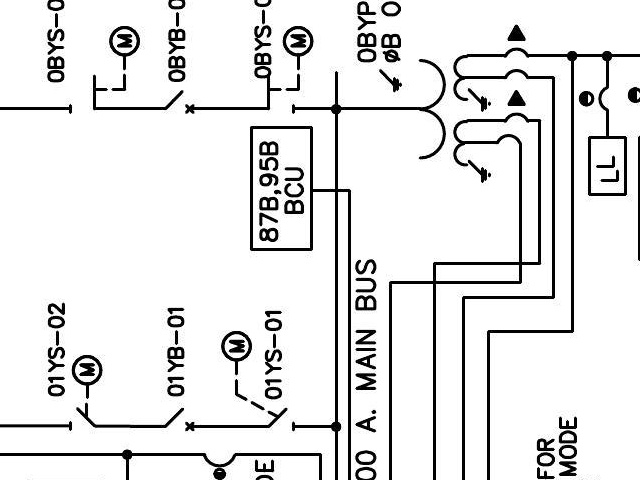 0BYS-0
M
0BYB-0
0BYS-0
M
0BYP
ØB O
87B,95B
BCU
LL
01YS-02
M
01YB-01
M
01YS-01
00 A. MAIN BUS
DE
FOR
MODE